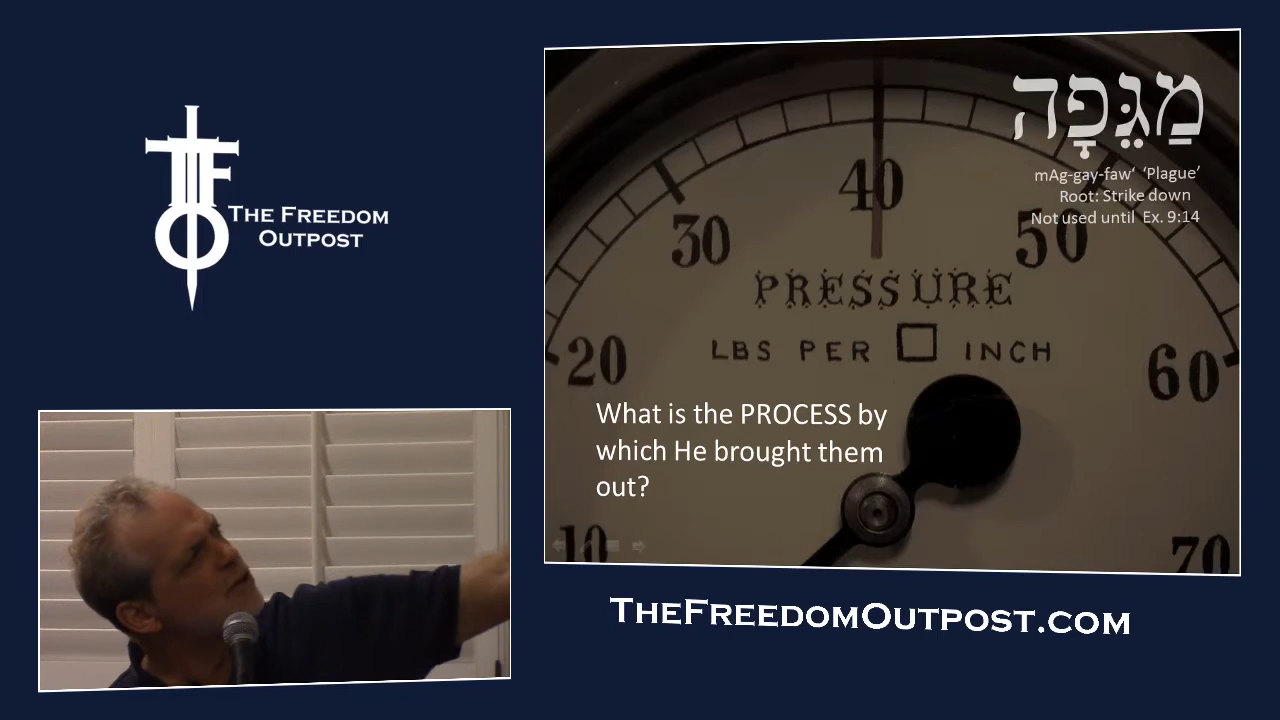 TF
THE FREEDOM
OUTPOST
מַגֵּפָה
mAg-gay-faw‘ ‘Plague’
Root: Strike down
Not used until Ex. 9:14
10
20
30
40
50
60
70
PRESSURE
LBS PER □ INCH
What is the PROCESS by
which He brought them
out?
THEFREEDOMOUTPOST.COM